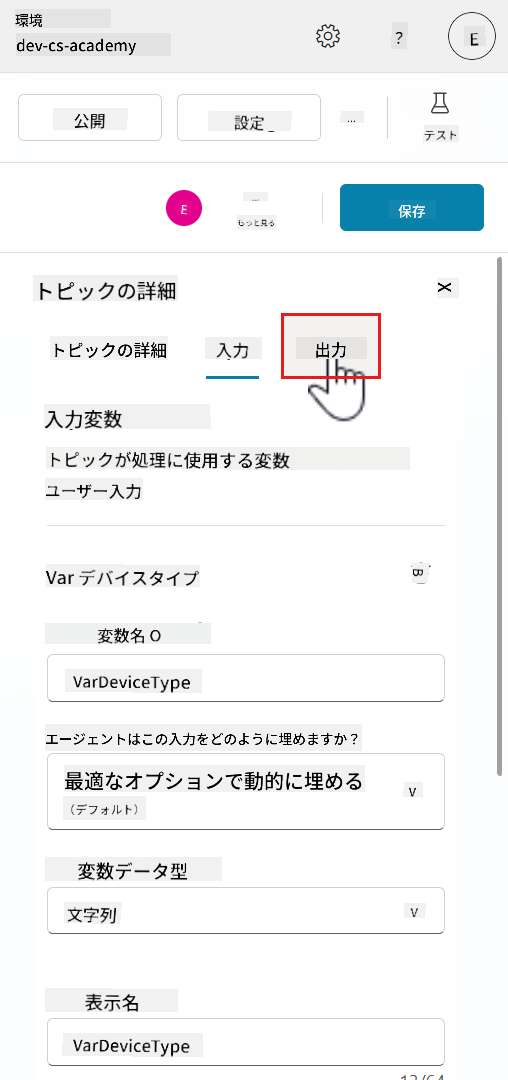 環境
dev-cs-academy
?
E
公開
設定
...
テスト
E
もっと見る
保存
トピックの詳細
トピックの詳細
入力
出力
入力変数
トピックが処理に使用する変数
ユーザー入力
Var デバイスタイプ
変数名 O
VarDeviceType
エージェントはこの入力をどのように埋めますか？
最適なオプションで動的に埋める
（デフォルト）
V
変数データ型
文字列
V
表示名
VarDeviceType